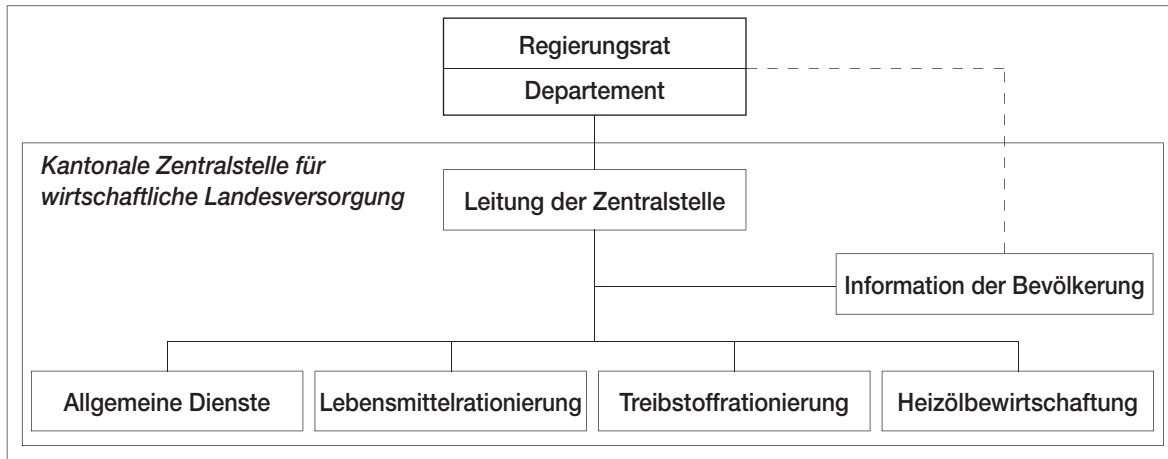 Regierungsrat
Departement
Kantonale Zentralstelle für
wirtschaftliche Landesversorgung
Leitung der Zentralstelle
Information der Bevölkerung
Allgemeine Dienste
Lebensmittelrationierung
Treibstoffrationierung
Heizölbewirtschaftung